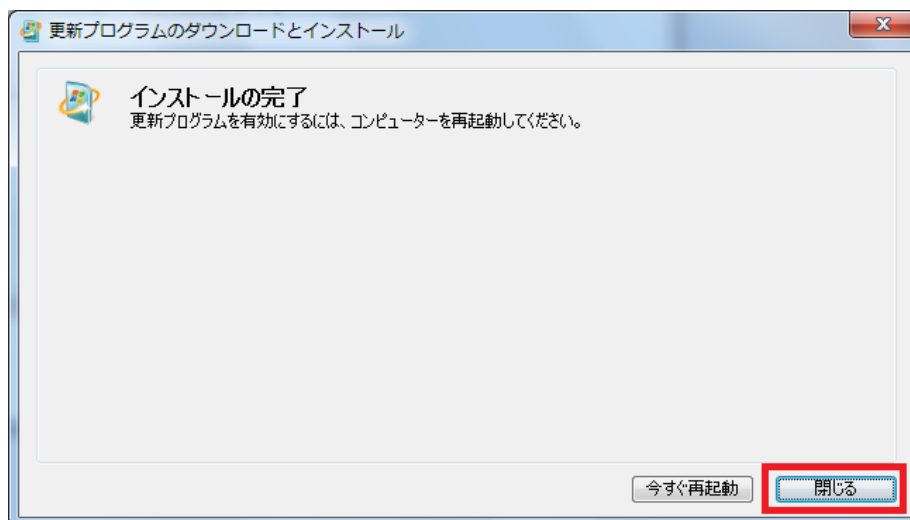 更新プログラムのダウンロードとインストール
インストールの完了
更新プログラムを有効にするには、コンピューターを再起動してください。
今すぐ再起動
閉じる